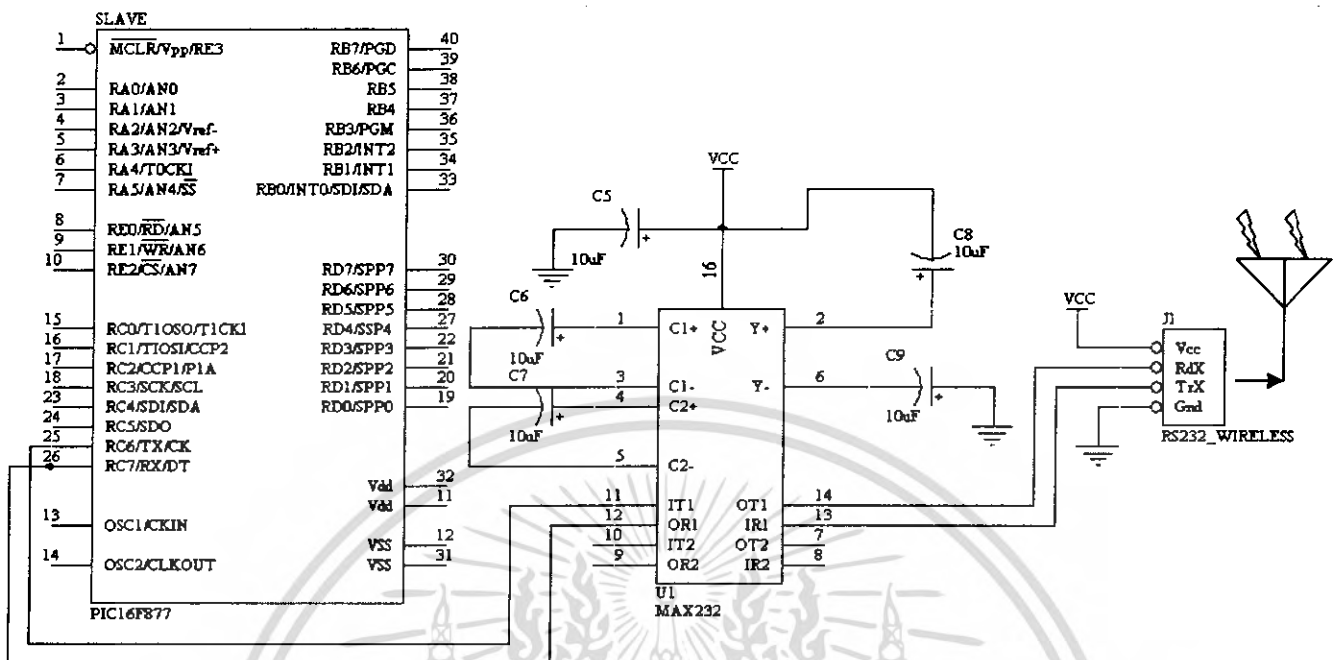 SLAVE
1 MCLR/Vpp/RE3
2 RA0/AN0
3 RA1/AN1
4 RA2/AN2/Vref-
5 RA3/AN3/Vref+
6 RA4/T0CKI
7 RA5/AN4/SS
8 RE0/RD/AN5
9 RE1/WR/AN6
10 RE2/CS/AN7
15 RC0/T1OSO/T1CK1
16 RC1/T1OSI/CCP2
17 RC2/CCP1/P1A
18 RC3/SCK/SCL
23 RC4/SDI/SDA
24 RC5/SDO
25 RC6/TX/CK
26 RC7/RX/DT
13 OSC1/CKIN
14 OSC2/CLKOUT
RB7/PGD 40
RB6/PGC 39
RB5 38
RB4 37
RB3/PGM 36
RB2/INT2 35
RB1/INT1 34
RB0/INT0/SDI/SDA 33
RD7/SPP7 30
RD6/SPP6 29
RD5/SPP5 28
RD4/SSP4 27
RD3/SPP3 22
RD2/SPP2 21
RD1/SPP1 20
RD0/SPP0 19
Vdd 32
Vdd 11
VSS 12
VSS 31
PIC16F877
VCC
C5
10uF
C8
10uF
C6
10uF
C7
10uF
C9
10uF
16
VCC
1 C1+
3 C1-
4 C2+
5 C2-
11 IT1
12 OR1
10 IT2
9 OR2
Y+ 2
Y- 6
OT1 14
IR1 13
OT2 7
IR2 8
U1
MAX232
VCC
J1
Vcc
RdX
TrX
Gnd
RS232_WIRELESS